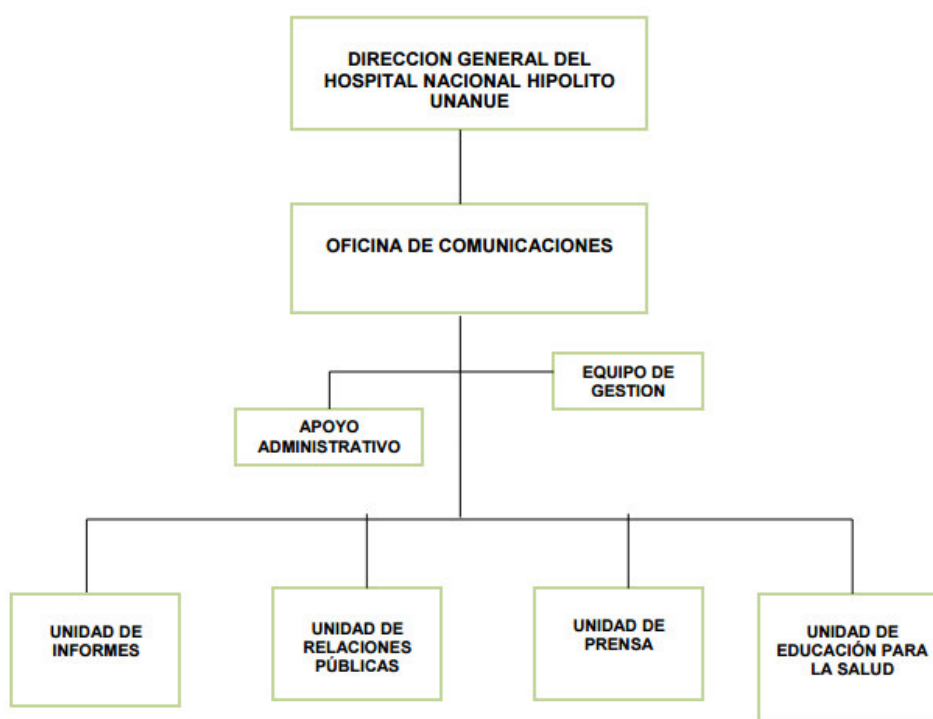 DIRECCION GENERAL DEL
HOSPITAL NACIONAL HIPOLITO
UNANUE
OFICINA DE COMUNICACIONES
EQUIPO DE
GESTION
APOYO
ADMINISTRATIVO
UNIDAD DE
INFORMES
UNIDAD DE
RELACIONES
PÚBLICAS
UNIDAD DE
PRENSA
UNIDAD DE
EDUCACIÓN PARA
LA SALUD